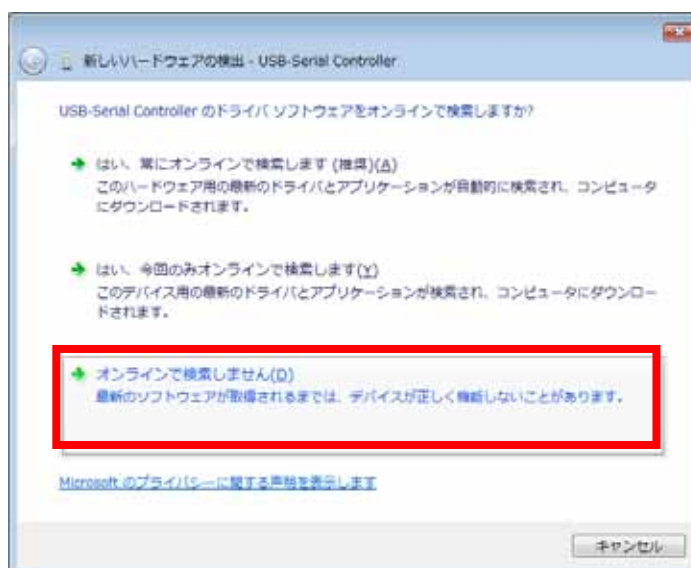 新しいハードウェアの検出 - USB-Serial Controller
USB-Serial Controller のドライバ ソフトウェアをオンラインで検索しますか?
はい、常にオンラインで検索します (推奨)(A)
このハードウェア用の最新のドライバとアプリケーションが自動的に検索され、コンピュータ
にダウンロードされます。
はい、今回のみオンラインで検索します(Y)
このデバイス用の最新のドライバとアプリケーションが検索され、コンピュータにダウンロー
ドされます。
オンラインで検索しません(D)
最新のソフトウェアが取得されるまでは、デバイスが正しく機能しないことがあります。
Microsoft のプライバシーに関する声明を表示します
キャンセル